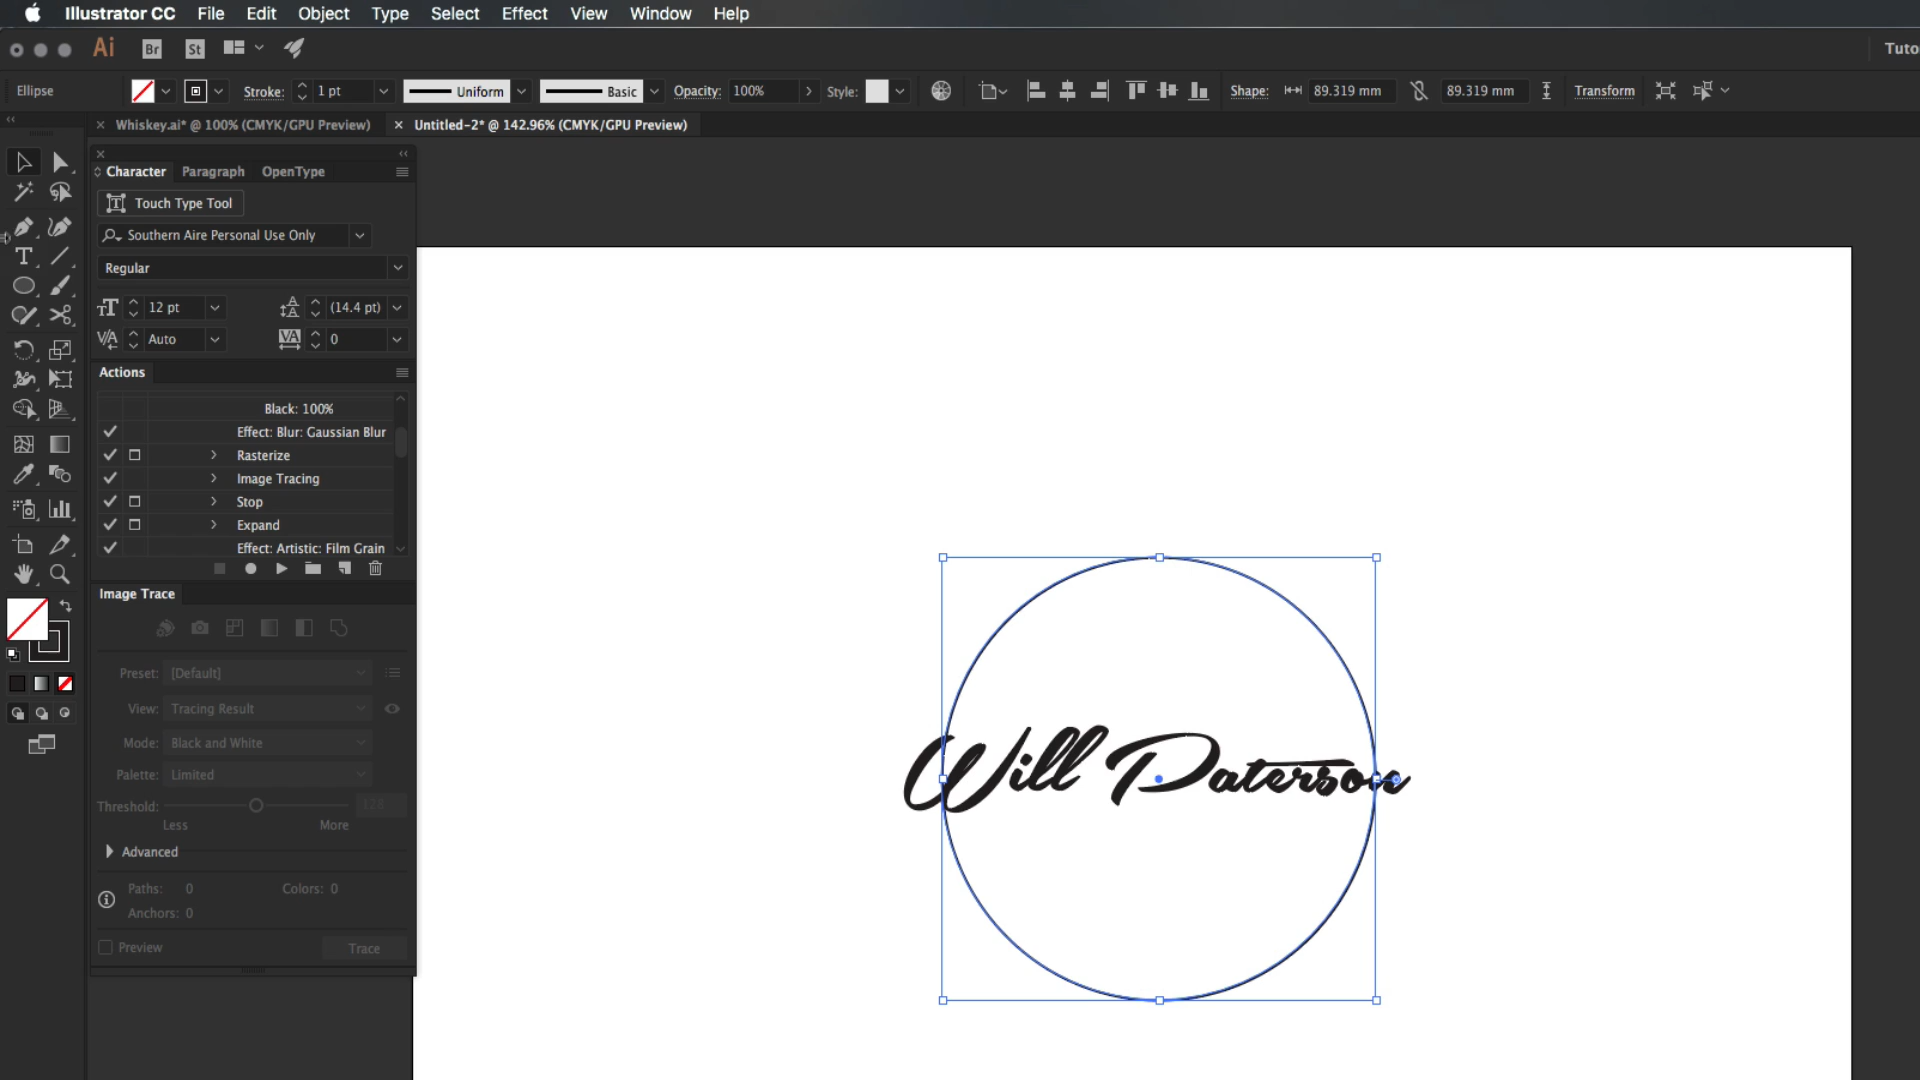 Illustrator CC File Edit Object Type Select Effect View Window Help
Ai Br St Tuto
Ellipse Stroke: 1 pt Uniform Basic Opacity: 100% Style: Shape: 89.319 mm 89.319 mm Transform
Whiskey.ai* @ 100% (CMYK/GPU Preview) Untitled-2* @ 142.96% (CMYK/GPU Preview)
Character Paragraph OpenType
Touch Type Tool
Southern Aire Personal Use Only
Regular
12 pt (14.4 pt)
Auto 0
Actions
Black: 100%
Effect: Blur: Gaussian Blur
Rasterize
Image Tracing
Stop
Expand
Effect: Artistic: Film Grain
Image Trace
Preset: [Default]
View: Tracing Result
Mode: Black and White
Palette: Limited
Threshold: 128
Less More
Advanced
Paths: 0 Colors: 0
Anchors: 0
Preview Trace
Will Paterson